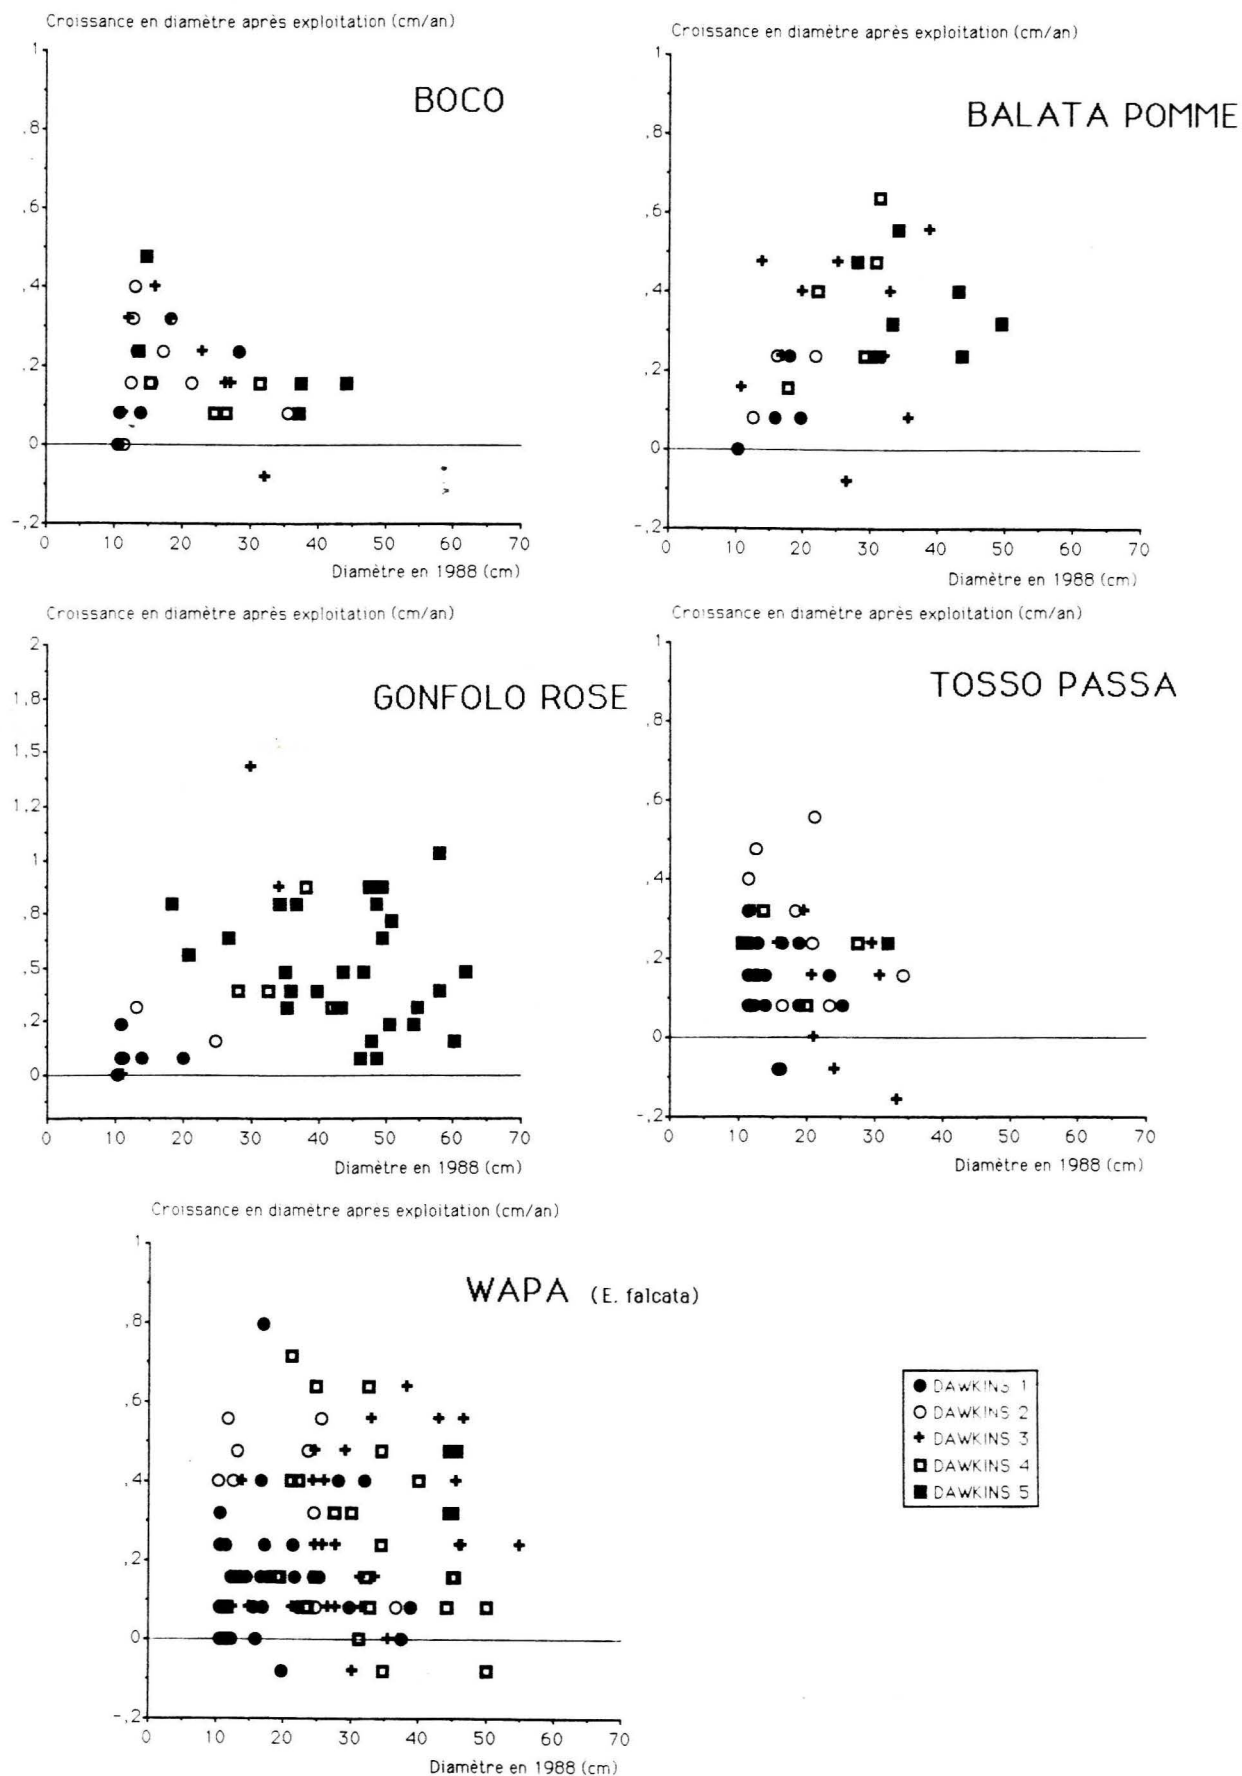 Croissance en diamètre après exploitation (cm/an)
1
,8
,6
,4
,2
0
-,2
BOCO
0 10 20 30 40 50 60 70
Diamètre en 1988 (cm)
Croissance en diamètre après exploitation (cm/an)
1
,8
,6
,4
,2
0
-,2
BALATA POMME
0 10 20 30 40 50 60 70
Diamètre en 1988 (cm)
Croissance en diamètre après exploitation (cm/an)
2
1,8
1,5
1,2
1
,8
,5
,2
0
GONFOLO ROSE
0 10 20 30 40 50 60 70
Diamètre en 1988 (cm)
Croissance en diamètre après exploitation (cm/an)
1
,8
,6
,4
,2
0
-,2
TOSSO PASSA
0 10 20 30 40 50 60 70
Diamètre en 1988 (cm)
Croissance en diamètre après exploitation (cm/an)
1
,8
,6
,4
,2
0
-,2
WAPA (E. falcata)
0 10 20 30 40 50 60 70
Diamètre en 1988 (cm)
DAWKINS 1
DAWKINS 2
DAWKINS 3
DAWKINS 4
DAWKINS 5